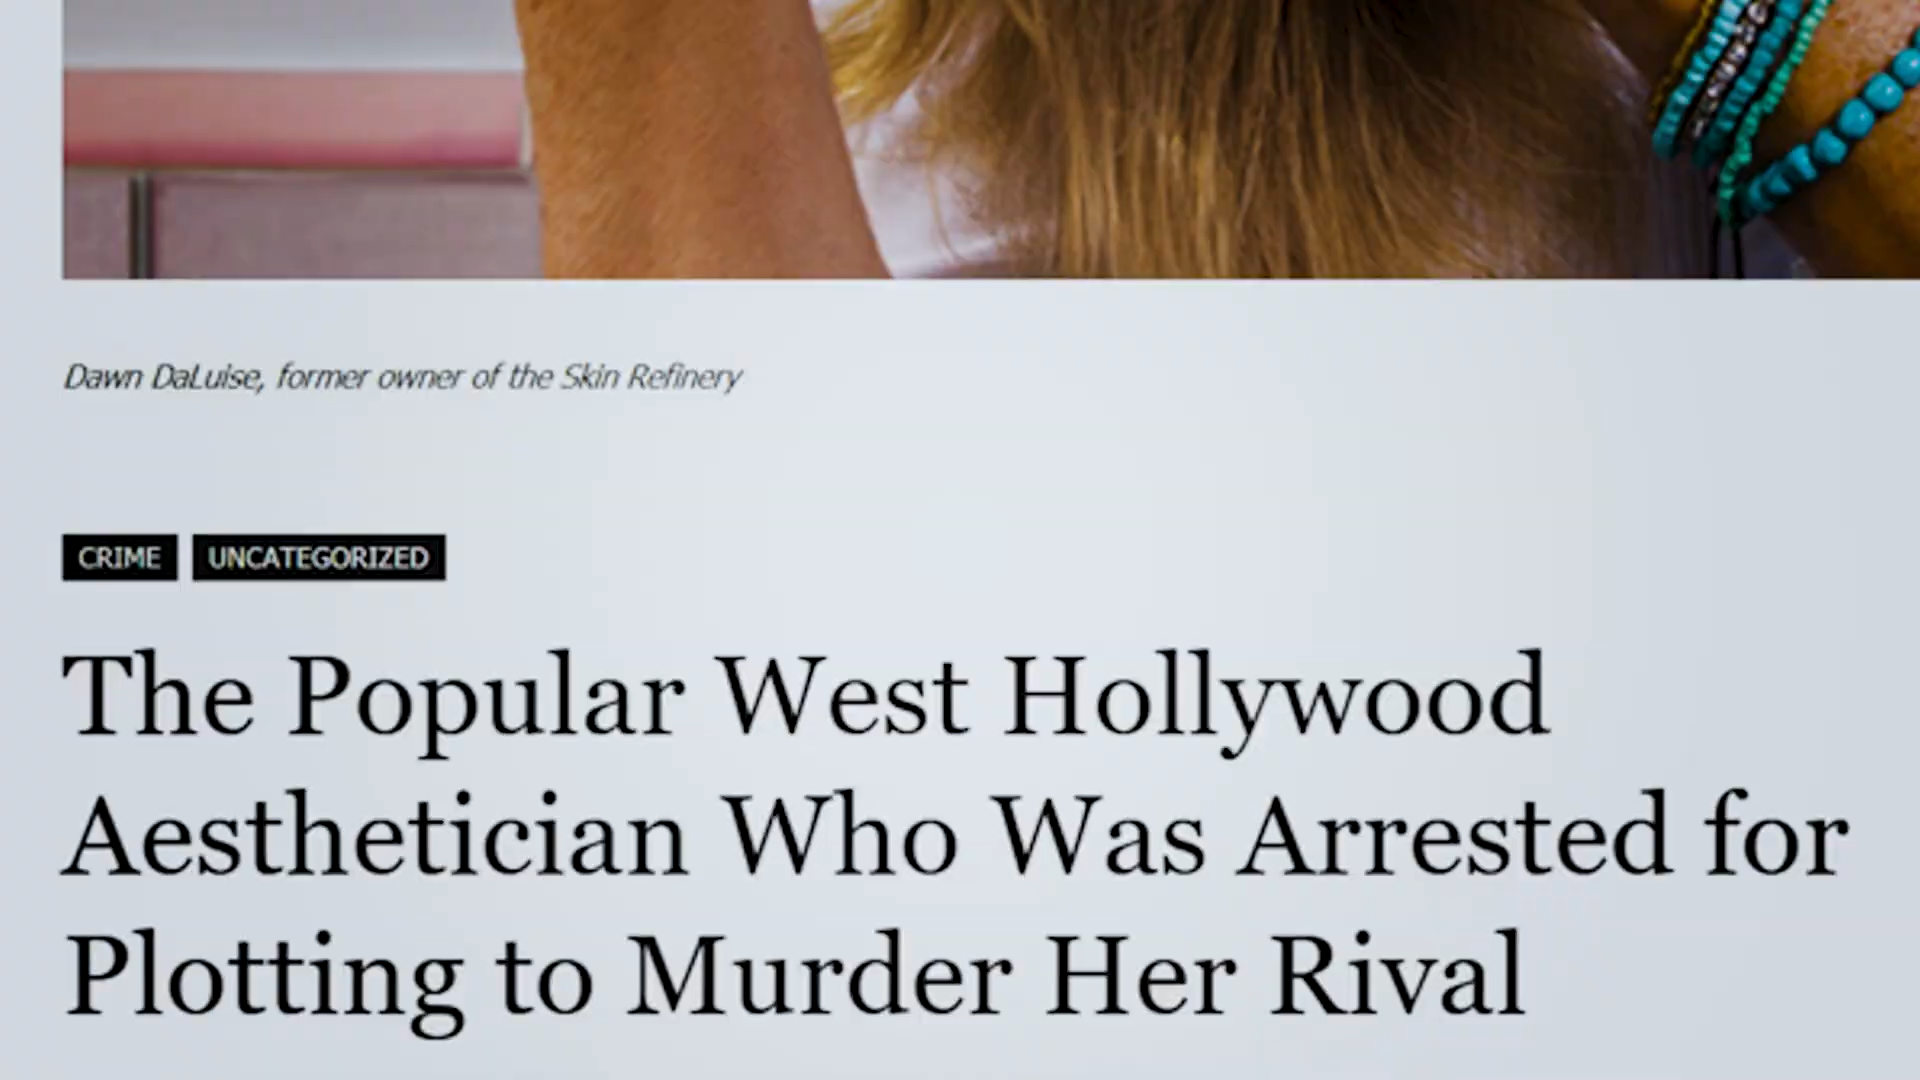 Dawn DaLuise, former owner of the Skin Refinery
CRIME UNCATEGORIZED
The Popular West Hollywood
Aesthetician Who Was Arrested for
Plotting to Murder Her Rival